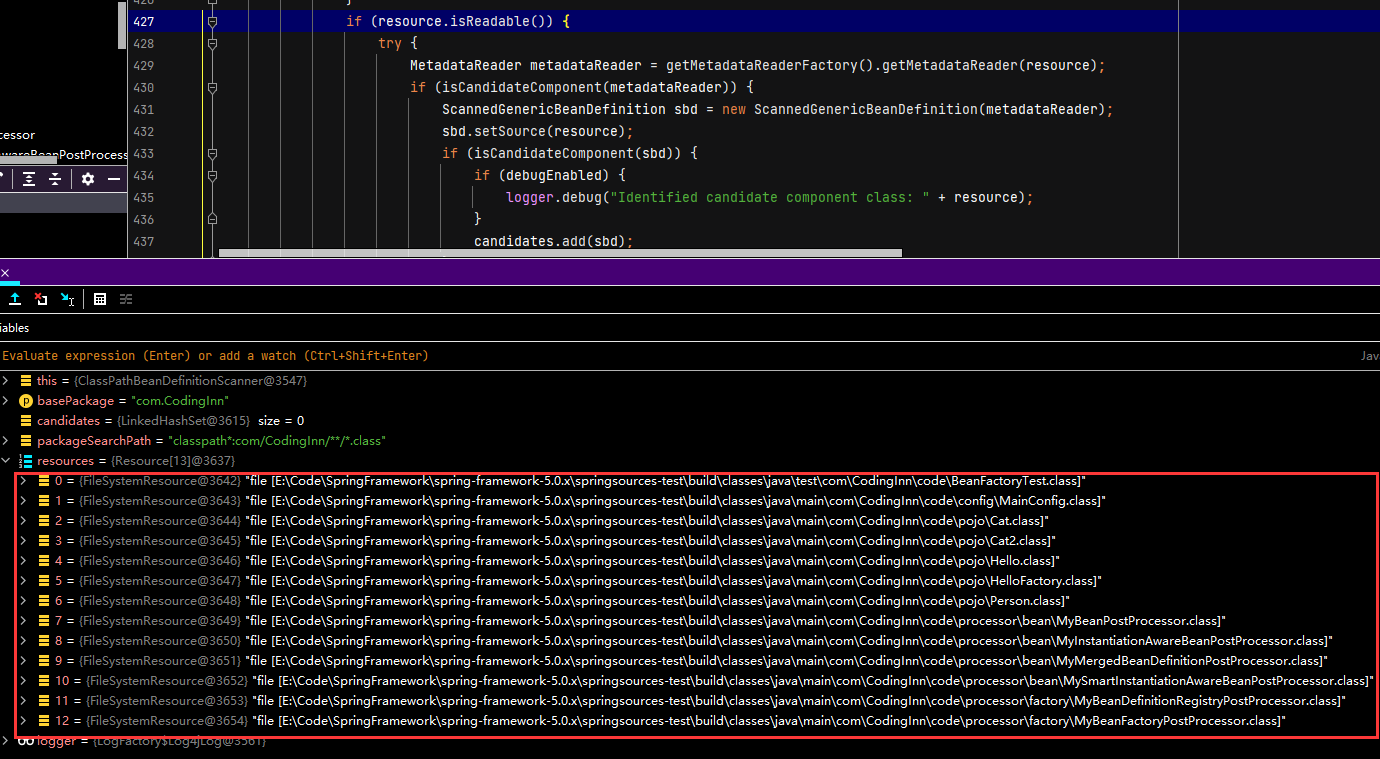 427 if (resource.isReadable()) {
428 try {
429 MetadataReader metadataReader = getMetadataReaderFactory().getMetadataReader(resource);
430 if (isCandidateComponent(metadataReader)) {
431 ScannedGenericBeanDefinition sbd = new ScannedGenericBeanDefinition(metadataReader);
432 sbd.setSource(resource);
cessor
433 if (isCandidateComponent(sbd)) {
wareBeanPostProcess
434 if (debugEnabled) {
435 logger.debug("Identified candidate component class: " + resource);
436 }
437 candidates.add(sbd);
iables
Evaluate expression (Enter) or add a watch (Ctrl+Shift+Enter) Jav
this = {ClassPathBeanDefinitionScanner@3547}
basePackage = "com.CodingInn"
candidates = {LinkedHashSet@3615} size = 0
packageSearchPath = "classpath*:com/CodingInn/**/*.class"
resources = {Resource[13]@3637}
0 = {FileSystemResource@3642} "file [E:\Code\SpringFramework\spring-framework-5.0.x\springsources-test\build\classes\java\test\com\CodingInn\code\BeanFactoryTest.class]"
1 = {FileSystemResource@3643} "file [E:\Code\SpringFramework\spring-framework-5.0.x\springsources-test\build\classes\java\main\com\CodingInn\code\config\MainConfig.class]"
2 = {FileSystemResource@3644} "file [E:\Code\SpringFramework\spring-framework-5.0.x\springsources-test\build\classes\java\main\com\CodingInn\code\pojo\Cat.class]"
3 = {FileSystemResource@3645} "file [E:\Code\SpringFramework\spring-framework-5.0.x\springsources-test\build\classes\java\main\com\CodingInn\code\pojo\Cat2.class]"
4 = {FileSystemResource@3646} "file [E:\Code\SpringFramework\spring-framework-5.0.x\springsources-test\build\classes\java\main\com\CodingInn\code\pojo\Hello.class]"
5 = {FileSystemResource@3647} "file [E:\Code\SpringFramework\spring-framework-5.0.x\springsources-test\build\classes\java\main\com\CodingInn\code\pojo\HelloFactory.class]"
6 = {FileSystemResource@3648} "file [E:\Code\SpringFramework\spring-framework-5.0.x\springsources-test\build\classes\java\main\com\CodingInn\code\pojo\Person.class]"
7 = {FileSystemResource@3649} "file [E:\Code\SpringFramework\spring-framework-5.0.x\springsources-test\build\classes\java\main\com\CodingInn\code\processor\bean\MyBeanPostProcessor.class]"
8 = {FileSystemResource@3650} "file [E:\Code\SpringFramework\spring-framework-5.0.x\springsources-test\build\classes\java\main\com\CodingInn\code\processor\bean\MyInstantiationAwareBeanPostProcessor.class]"
9 = {FileSystemResource@3651} "file [E:\Code\SpringFramework\spring-framework-5.0.x\springsources-test\build\classes\java\main\com\CodingInn\code\processor\bean\MyMergedBeanDefinitionPostProcessor.class]"
10 = {FileSystemResource@3652} "file [E:\Code\SpringFramework\spring-framework-5.0.x\springsources-test\build\classes\java\main\com\CodingInn\code\processor\bean\MySmartInstantiationAwareBeanPostProcessor.class]"
11 = {FileSystemResource@3653} "file [E:\Code\SpringFramework\spring-framework-5.0.x\springsources-test\build\classes\java\main\com\CodingInn\code\processor\factory\MyBeanDefinitionRegistryPostProcessor.class]"
12 = {FileSystemResource@3654} "file [E:\Code\SpringFramework\spring-framework-5.0.x\springsources-test\build\classes\java\main\com\CodingInn\code\processor\factory\MyBeanFactoryPostProcessor.class]"
logger = {LogFactory$Log4jLog@3561}